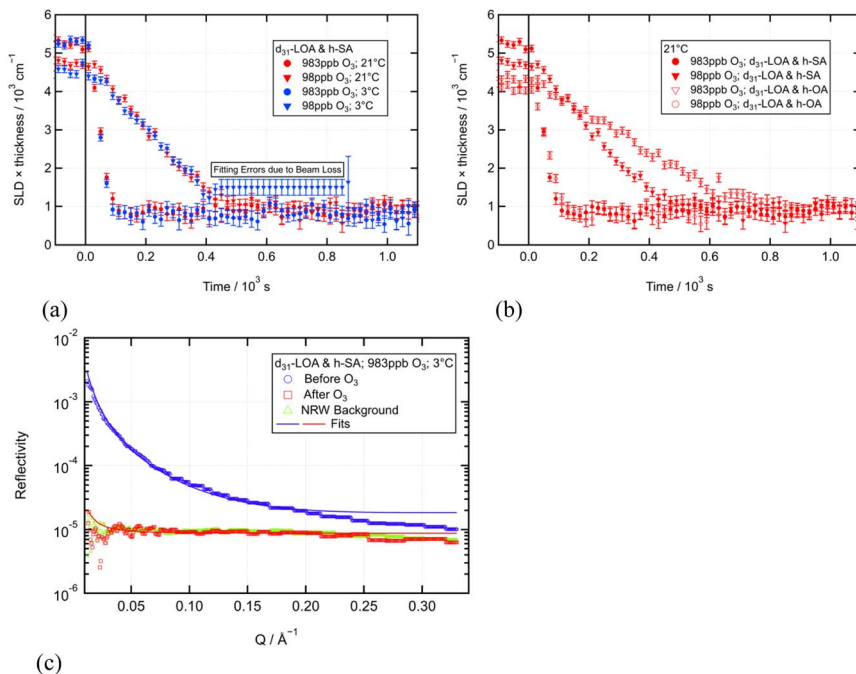 6
5
4
3
2
1
0
SLD × thickness / 10³ cm⁻¹
d₃₁-LOA & h-SA
983ppb O₃; 21°C
98ppb O₃; 21°C
983ppb O₃; 3°C
98ppb O₃; 3°C
Fitting Errors due to Beam Loss
0.0 0.2 0.4 0.6 0.8 1.0
Time / 10³ s
(a)
6
5
4
3
2
1
0
SLD × thickness / 10³ cm⁻¹
21°C
983ppb O₃; d₃₁-LOA & h-SA
98ppb O₃; d₃₁-LOA & h-SA
983ppb O₃; d₃₁-LOA & h-OA
98ppb O₃; d₃₁-LOA & h-OA
0.0 0.2 0.4 0.6 0.8 1.0
Time / 10³ s
(b)
10⁻²
10⁻³
10⁻⁴
10⁻⁵
10⁻⁶
Reflectivity
d₃₁-LOA & h-SA; 983ppb O₃; 3°C
Before O₃
After O₃
NRW Background
Fits
0.05 0.10 0.15 0.20 0.25 0.30
Q / Å⁻¹
(c)